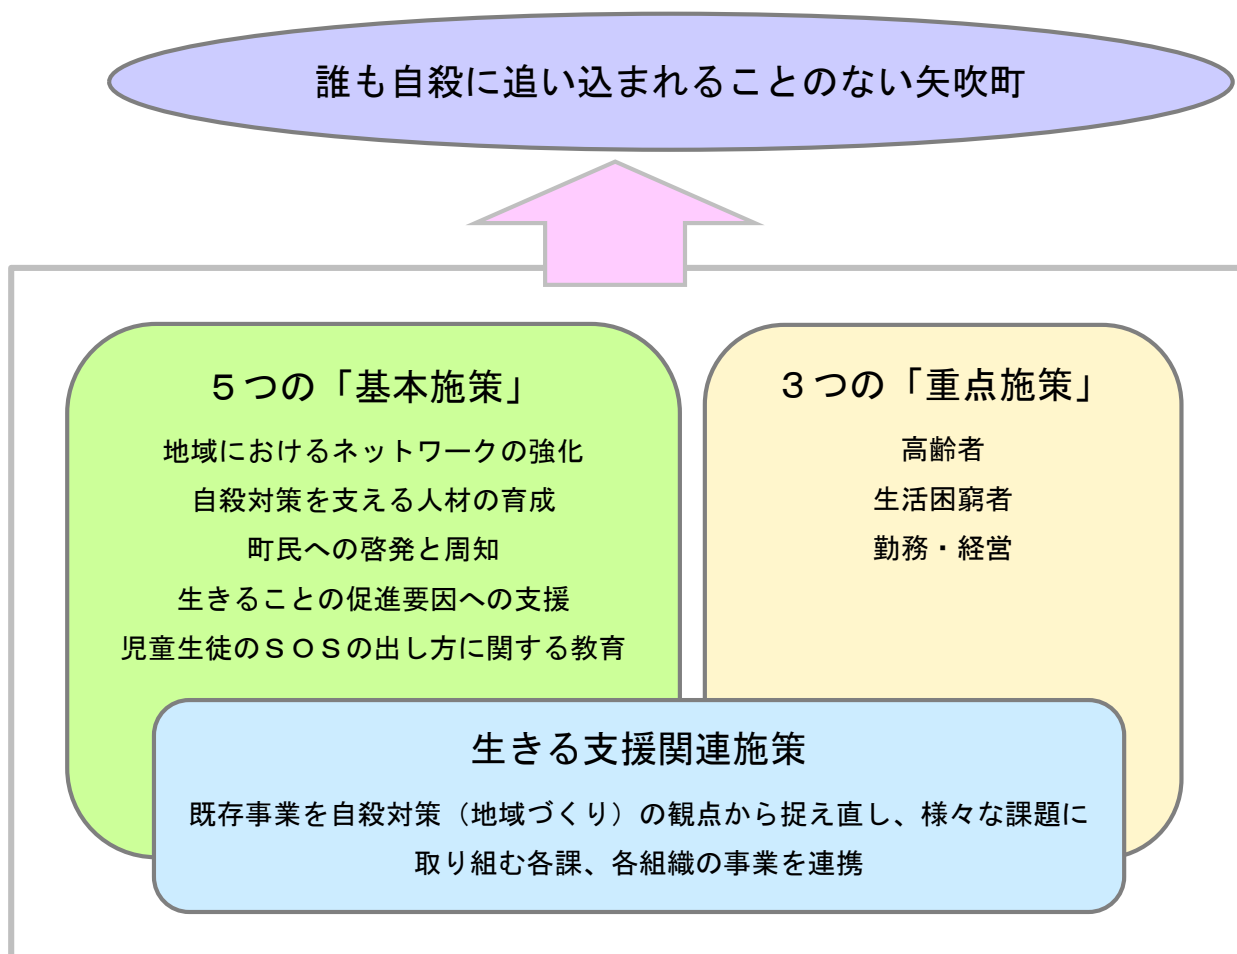 誰も自殺に追い込まれることのない矢吹町
５つの「基本施策」
地域におけるネットワークの強化
自殺対策を支える人材の育成
町民への啓発と周知
生きることの促進要因への支援
児童生徒のＳＯＳの出し方に関する教育
３つの「重点施策」
高齢者
生活困窮者
勤務・経営
生きる支援関連施策
既存事業を自殺対策（地域づくり）の観点から捉え直し、様々な課題に
取り組む各課、各組織の事業を連携